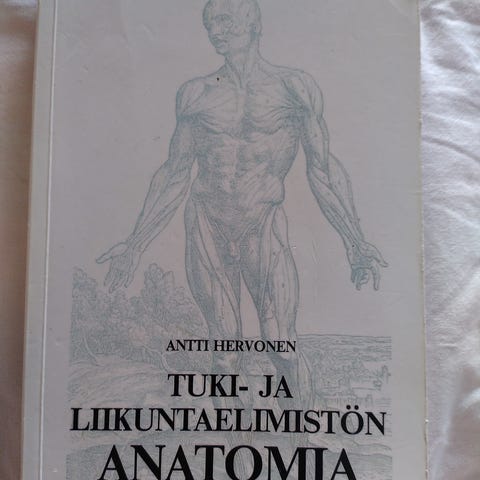 ANTTI HERVONEN
TUKI- JA
LIIKUNTAELIMISTÖN
ANATOMIA